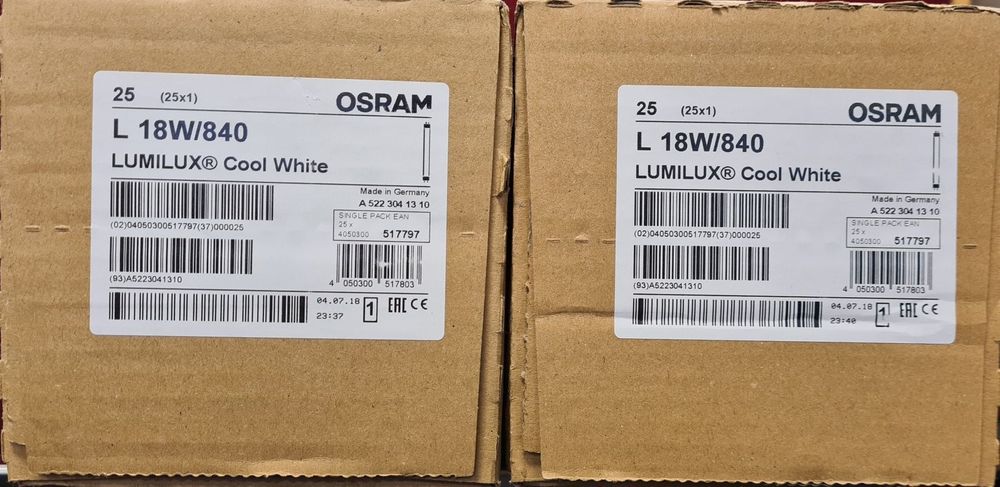 25 (25x1) OSRAM
L 18W/840
LUMILUX® Cool White
Made in Germany
A 522 304 13 10
SINGLE PACK EAN
25 x
4050300 517797
(02)04050300517797(37)000025
(93)A5223041310
4 050300 517803
04.07.18 1 EAC CE
23:37
25 (25x1) OSRAM
L 18W/840
LUMILUX® Cool White
Made in Germany
A 522 304 13 10
SINGLE PACK EAN
25 x
4050300 517797
(02)04050300517797(37)000025
(93)A5223041310
4 050300 517803
04.07.18 1 EAC CE
23:40